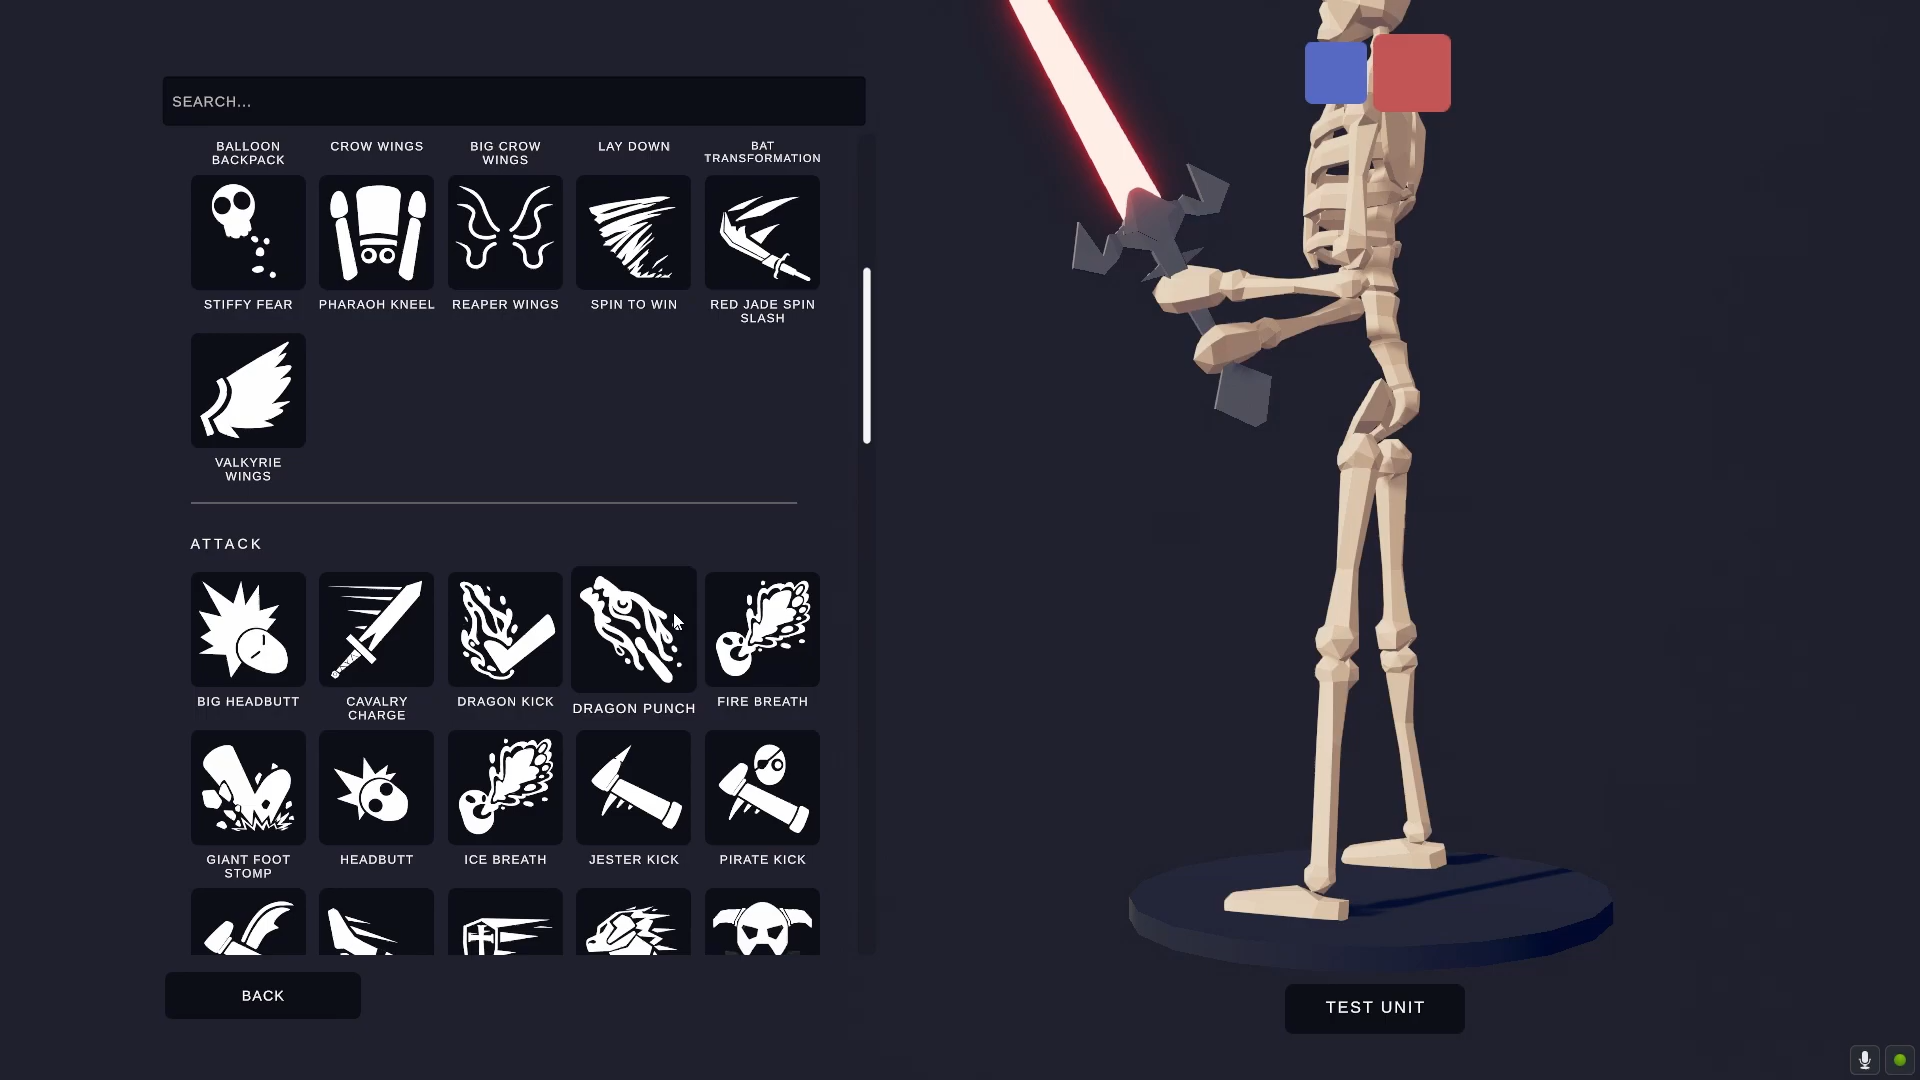 SEARCH...
BALLOON
BACKPACK
CROW WINGS
BIG CROW
WINGS
LAY DOWN
BAT
TRANSFORMATION
STIFFY FEAR
PHARAOH KNEEL
REAPER WINGS
SPIN TO WIN
RED JADE SPIN
SLASH
VALKYRIE
WINGS
ATTACK
BIG HEADBUTT
CAVALRY
CHARGE
DRAGON KICK
DRAGON PUNCH
FIRE BREATH
GIANT FOOT
STOMP
HEADBUTT
ICE BREATH
JESTER KICK
PIRATE KICK
BACK
TEST UNIT